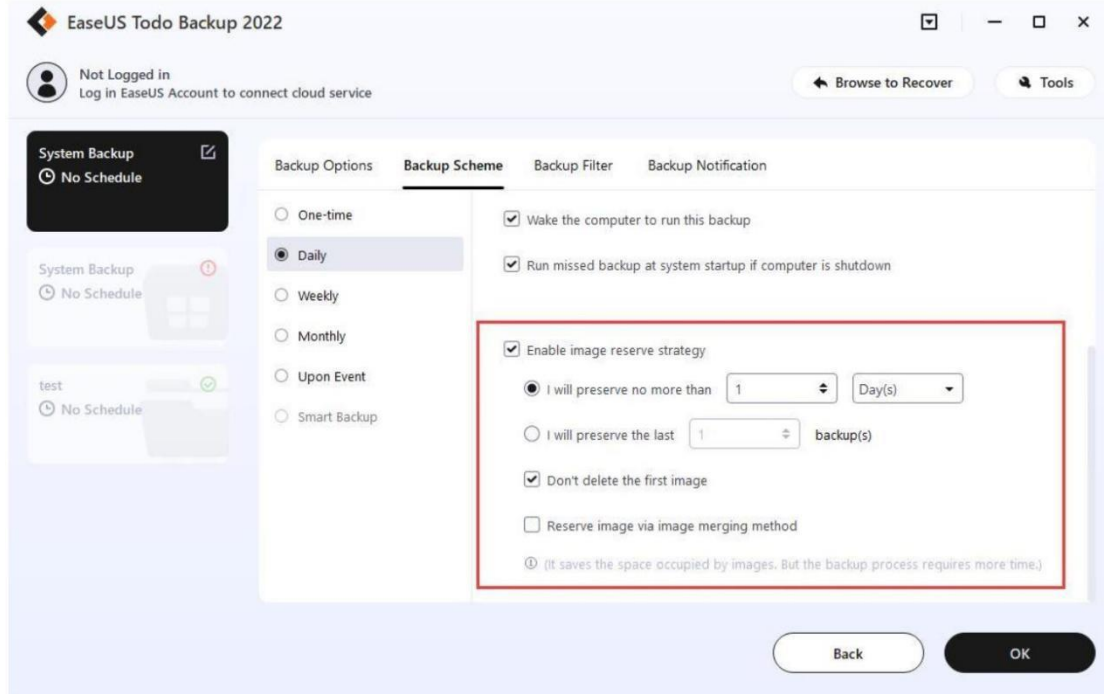 EaseUS Todo Backup 2022
Not Logged in
Log in EaseUS Account to connect cloud service
Browse to Recover
Tools
System Backup
No Schedule
System Backup
No Schedule
test
No Schedule
Backup Options
Backup Scheme
Backup Filter
Backup Notification
One-time
Daily
Weekly
Monthly
Upon Event
Smart Backup
Wake the computer to run this backup
Run missed backup at system startup if computer is shutdown
Enable image reserve strategy
I will preserve no more than 1 Day(s)
I will preserve the last 1 backup(s)
Don't delete the first image
Reserve image via image merging method
(It saves the space occupied by images. But the backup process requires more time.)
Back
OK